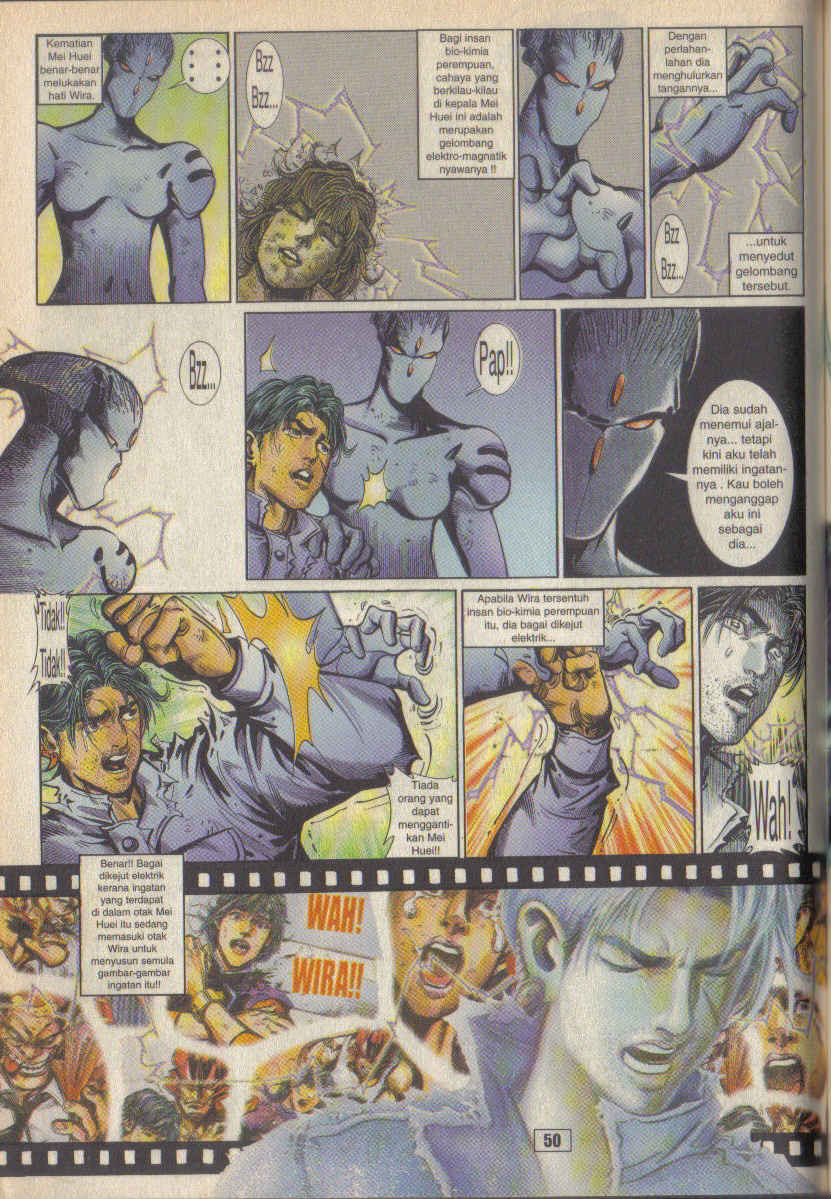 Kematian
Mei Huei
benar-benar
melukakan
hati Wira.
Bzz
Bzz...
Bagi insan
bio-kimia
perempuan,
cahaya yang
berkilau-kilau
di kepala Mei
Huei ini adalah
merupakan
gelombang
elektro-magnatik
nyawanya !!
Dengan
perlahan-
lahan dia
menghulurkan
tangannya...
Bzz
Bzz...
...untuk
menyedut
gelombang
tersebut.
Bzz...
Pap!!
Dia sudah
menemui ajal-
nya... tetapi
kini aku telah
memiliki ingatan-
nya . Kau boleh
menganggap
aku ini
sebagai
dia...
Tidak!!
Tidak!!
Tiada
orang yang
dapat
mengganti-
kan Mei
Huei!!
Apabila Wira tersentuh
insan bio-kimia perempuan
itu, dia bagai dikejut
elektrik...
Wah!
Benar!! Bagai
dikejut elektrik
kerana ingatan
yang terdapat
di dalam otak Mei
Huei itu sedang
memasuki otak
Wira untuk
menyusun semula
gambar-gambar
ingatan itu!!
WAH!
WIRA!!
50